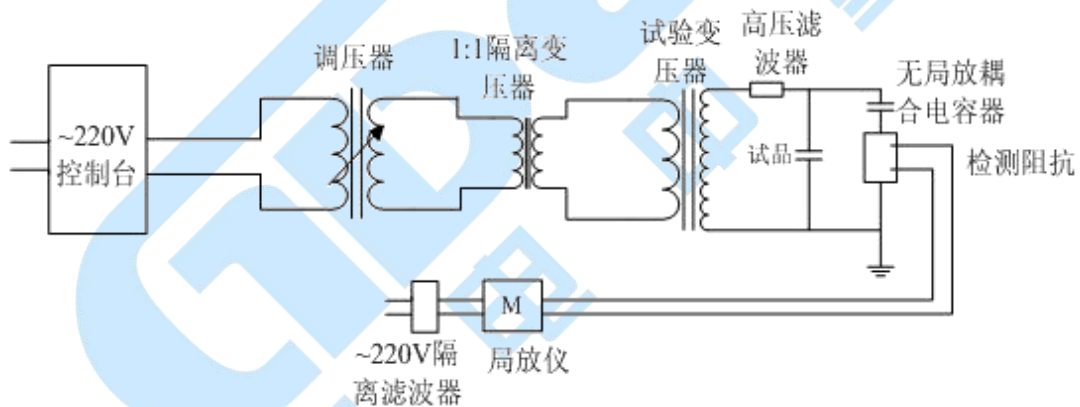 ~220V
控制台
调压器
1:1隔离变
压器
试验变
压器
高压滤
波器
无局放耦
合电容器
试品
检测阻抗
M
局放仪
~220V隔
离滤波器